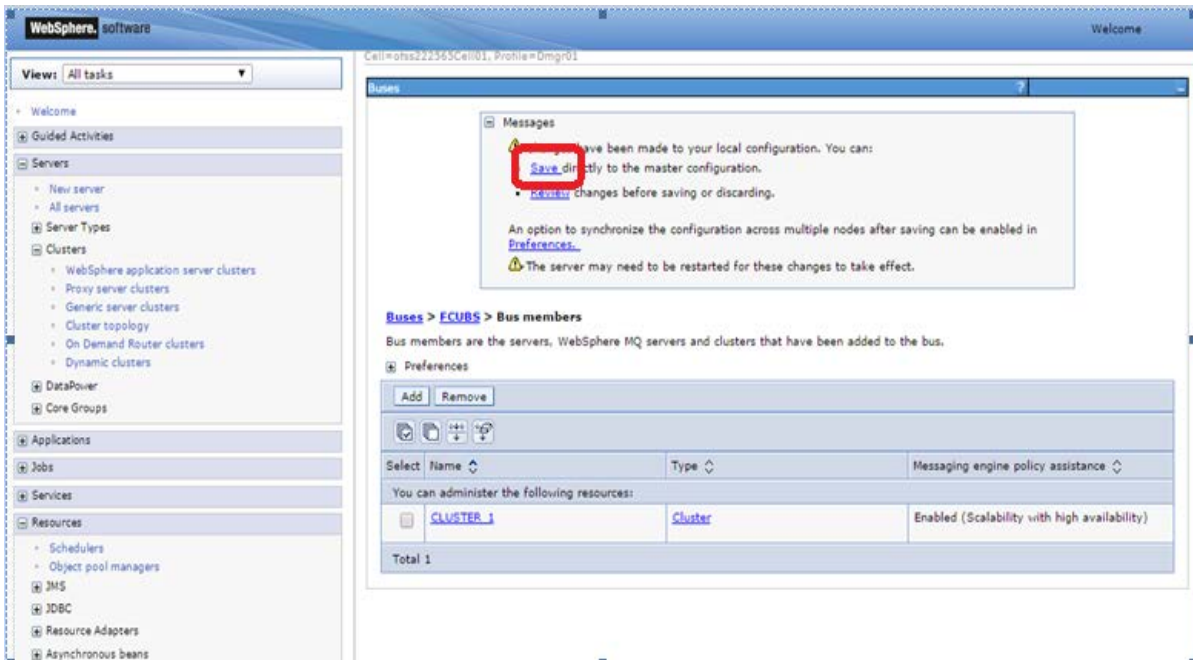 WebSphere. software
Welcome
View: All tasks
Cell=ofss222565Cell01, Profile=Dmgr01
Welcome
Guided Activities
Servers
New server
All servers
Server Types
Clusters
WebSphere application server clusters
Proxy server clusters
Generic server clusters
Cluster topology
On Demand Router clusters
Dynamic clusters
DataPower
Core Groups
Applications
Jobs
Services
Resources
Schedulers
Object pool managers
JMS
JDBC
Resource Adapters
Asynchronous beans
Buses ? -
Messages
have been made to your local configuration. You can:
Save directly to the master configuration.
Review changes before saving or discarding.
An option to synchronize the configuration across multiple nodes after saving can be enabled in
Preferences.
The server may need to be restarted for these changes to take effect.
Buses > FCUBS > Bus members
Bus members are the servers, WebSphere MQ servers and clusters that have been added to the bus.
Preferences
Add Remove
Select Name Type Messaging engine policy assistance
You can administer the following resources:
CLUSTER_1 Cluster Enabled (Scalability with high availability)
Total 1